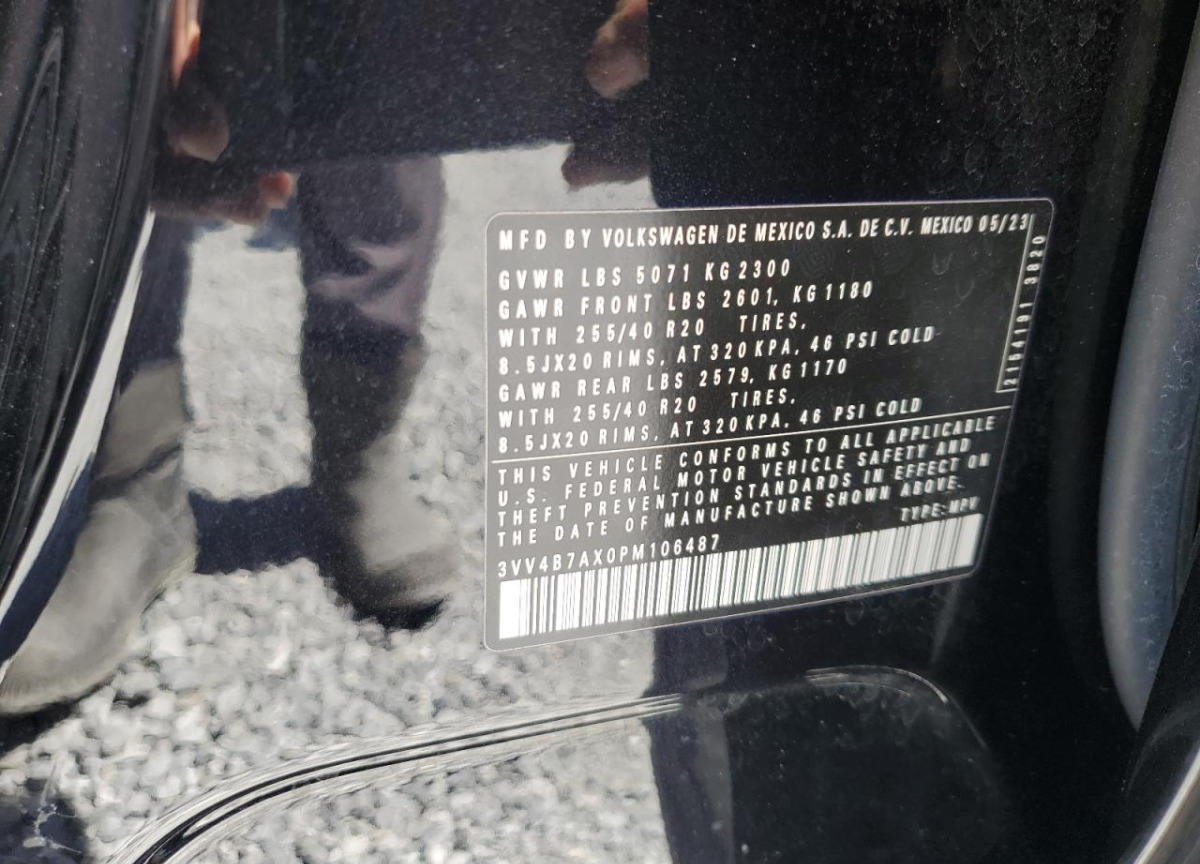 MFD BY VOLKSWAGEN DE MEXICO S.A. DE C.V. MEXICO 05/23
GVWR LBS 5071 KG 2300
GAWR FRONT LBS 2601, KG 1180
WITH 255/40 R20 TIRES,
8.5JX20 RIMS, AT 320 KPA, 46 PSI COLD
GAWR REAR LBS 2579, KG 1170
WITH 255/40 R20 TIRES,
8.5JX20 RIMS, AT 320 KPA, 46 PSI COLD
2154191 3820
THIS VEHICLE CONFORMS TO ALL APPLICABLE
U.S. FEDERAL MOTOR VEHICLE SAFETY AND
THEFT PREVENTION STANDARDS IN EFFECT ON
THE DATE OF MANUFACTURE SHOWN ABOVE.
TYPE: MPV
3VV4B7AX0PM106487